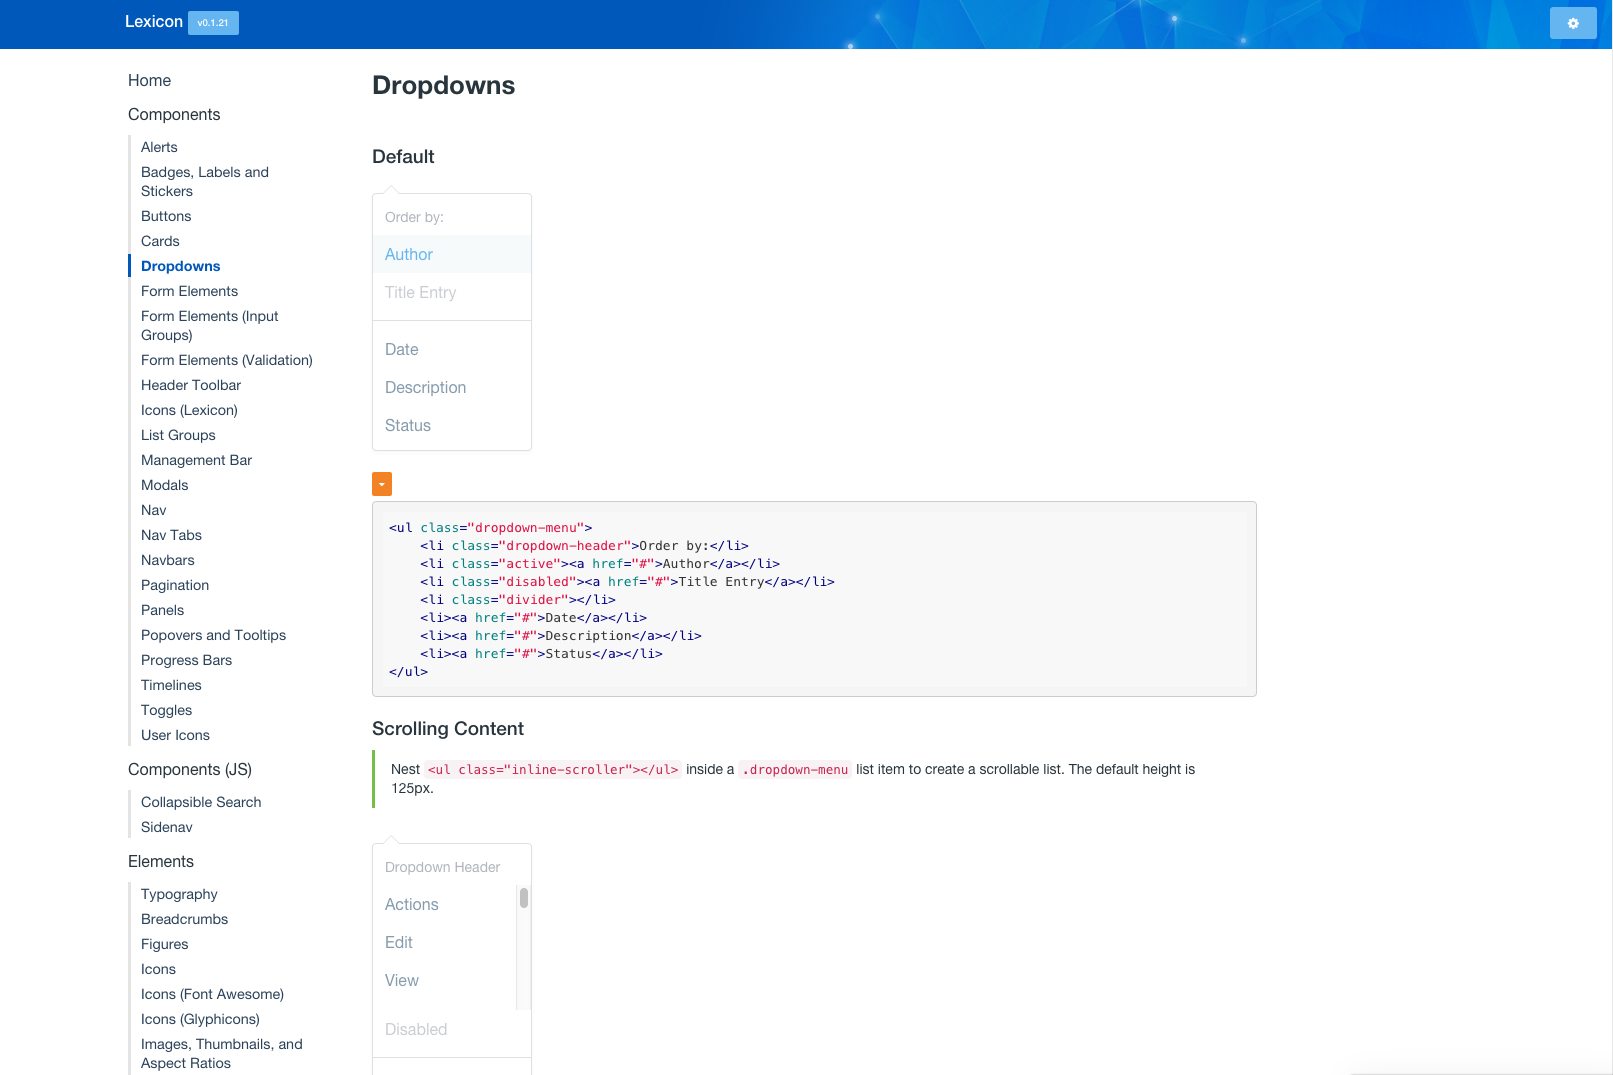 Lexicon v0.1.21
Home
Components
Alerts
Badges, Labels and
Stickers
Buttons
Cards
Dropdowns
Form Elements
Form Elements (Input
Groups)
Form Elements (Validation)
Header Toolbar
Icons (Lexicon)
List Groups
Management Bar
Modals
Nav
Nav Tabs
Navbars
Pagination
Panels
Popovers and Tooltips
Progress Bars
Timelines
Toggles
User Icons
Components (JS)
Collapsible Search
Sidenav
Elements
Typography
Breadcrumbs
Figures
Icons
Icons (Font Awesome)
Icons (Glyphicons)
Images, Thumbnails, and
Aspect Ratios
Dropdowns
Default
Order by:
Author
Title Entry
Date
Description
Status
<ul class="dropdown-menu">
    <li class="dropdown-header">Order by:</li>
    <li class="active"><a href="#">Author</a></li>
    <li class="disabled"><a href="#">Title Entry</a></li>
    <li class="divider"></li>
    <li><a href="#">Date</a></li>
    <li><a href="#">Description</a></li>
    <li><a href="#">Status</a></li>
</ul>
Scrolling Content
Nest <ul class="inline-scroller"></ul> inside a .dropdown-menu list item to create a scrollable list. The default height is
125px.
Dropdown Header
Actions
Edit
View
Disabled